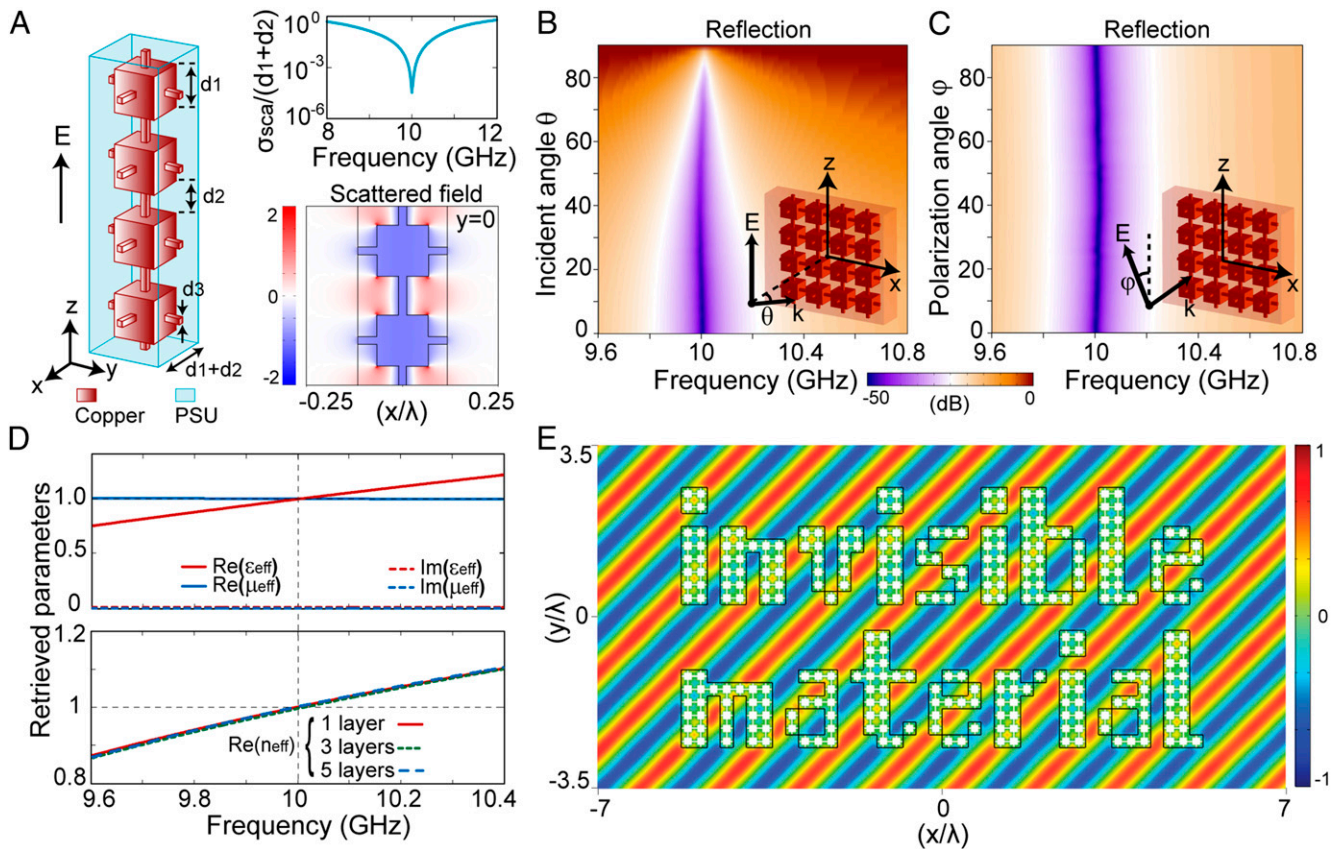 A
E
d1
d2
d3
d1+d2
z
x
y
Copper
PSU
σsca/(d1+d2)
10⁰
10⁻³
10⁻⁶
8
10
12
Frequency (GHz)
Scattered field
y=0
2
0
-2
-0.25
(x/λ)
0.25
B
Reflection
Incident angle θ
80
60
40
20
0
9.6
10
10.4
10.8
Frequency (GHz)
z
x
E
θ
k
-50
(dB)
0
C
Reflection
Polarization angle φ
80
60
40
20
0
9.6
10
10.4
10.8
Frequency (GHz)
z
x
E
φ
k
D
Retrieved parameters
1.0
0.5
0
Re(εeff)
Re(μeff)
Im(εeff)
Im(μeff)
1.2
1
0.8
Re(neff)
1 layer
3 layers
5 layers
9.6
9.8
10
10.2
10.4
Frequency (GHz)
E
3.5
(y/λ)
0
-3.5
invisible
material
-7
0
7
(x/λ)
1
0
-1